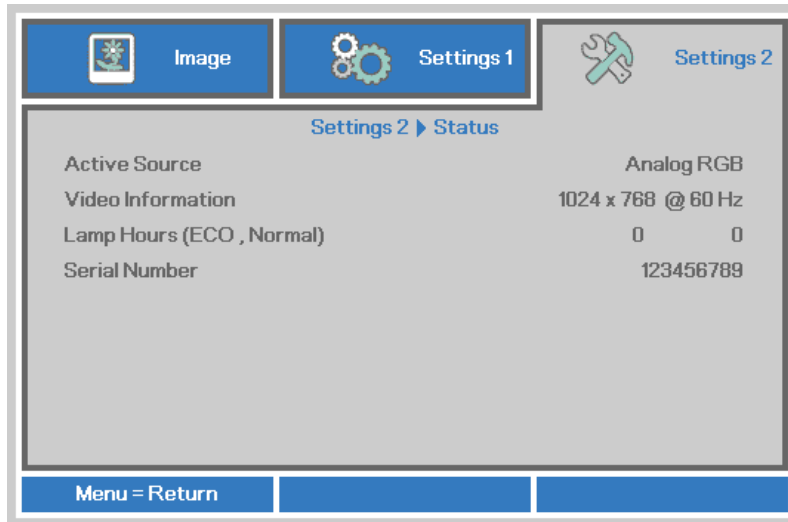 Image
Settings 1
Settings 2
Settings 2 ▶ Status
Active Source Analog RGB
Video Information 1024 x 768 @ 60 Hz
Lamp Hours (ECO , Normal) 0 0
Serial Number 123456789
Menu = Return